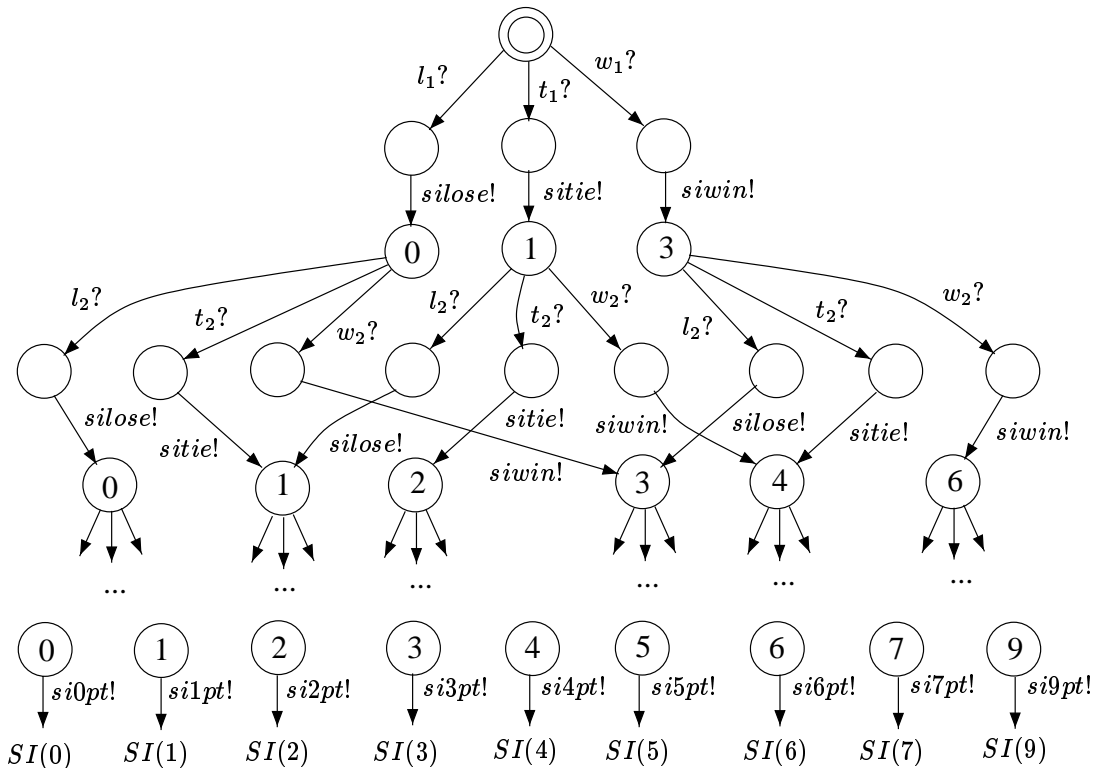 l₁? t₁? w₁?
silose! sitie! siwin!
0 1 3
l₂? t₂? w₂? l₂? t₂? w₂? l₂? t₂? w₂?
silose! sitie! silose! siwin! sitie! siwin! silose! sitie! siwin!
0 1 2 3 4 6
... ... ... ... ... ...
0 1 2 3 4 5 6 7 9
si0pt! si1pt! si2pt! si3pt! si4pt! si5pt! si6pt! si7pt! si9pt!
SI(0) SI(1) SI(2) SI(3) SI(4) SI(5) SI(6) SI(7) SI(9)